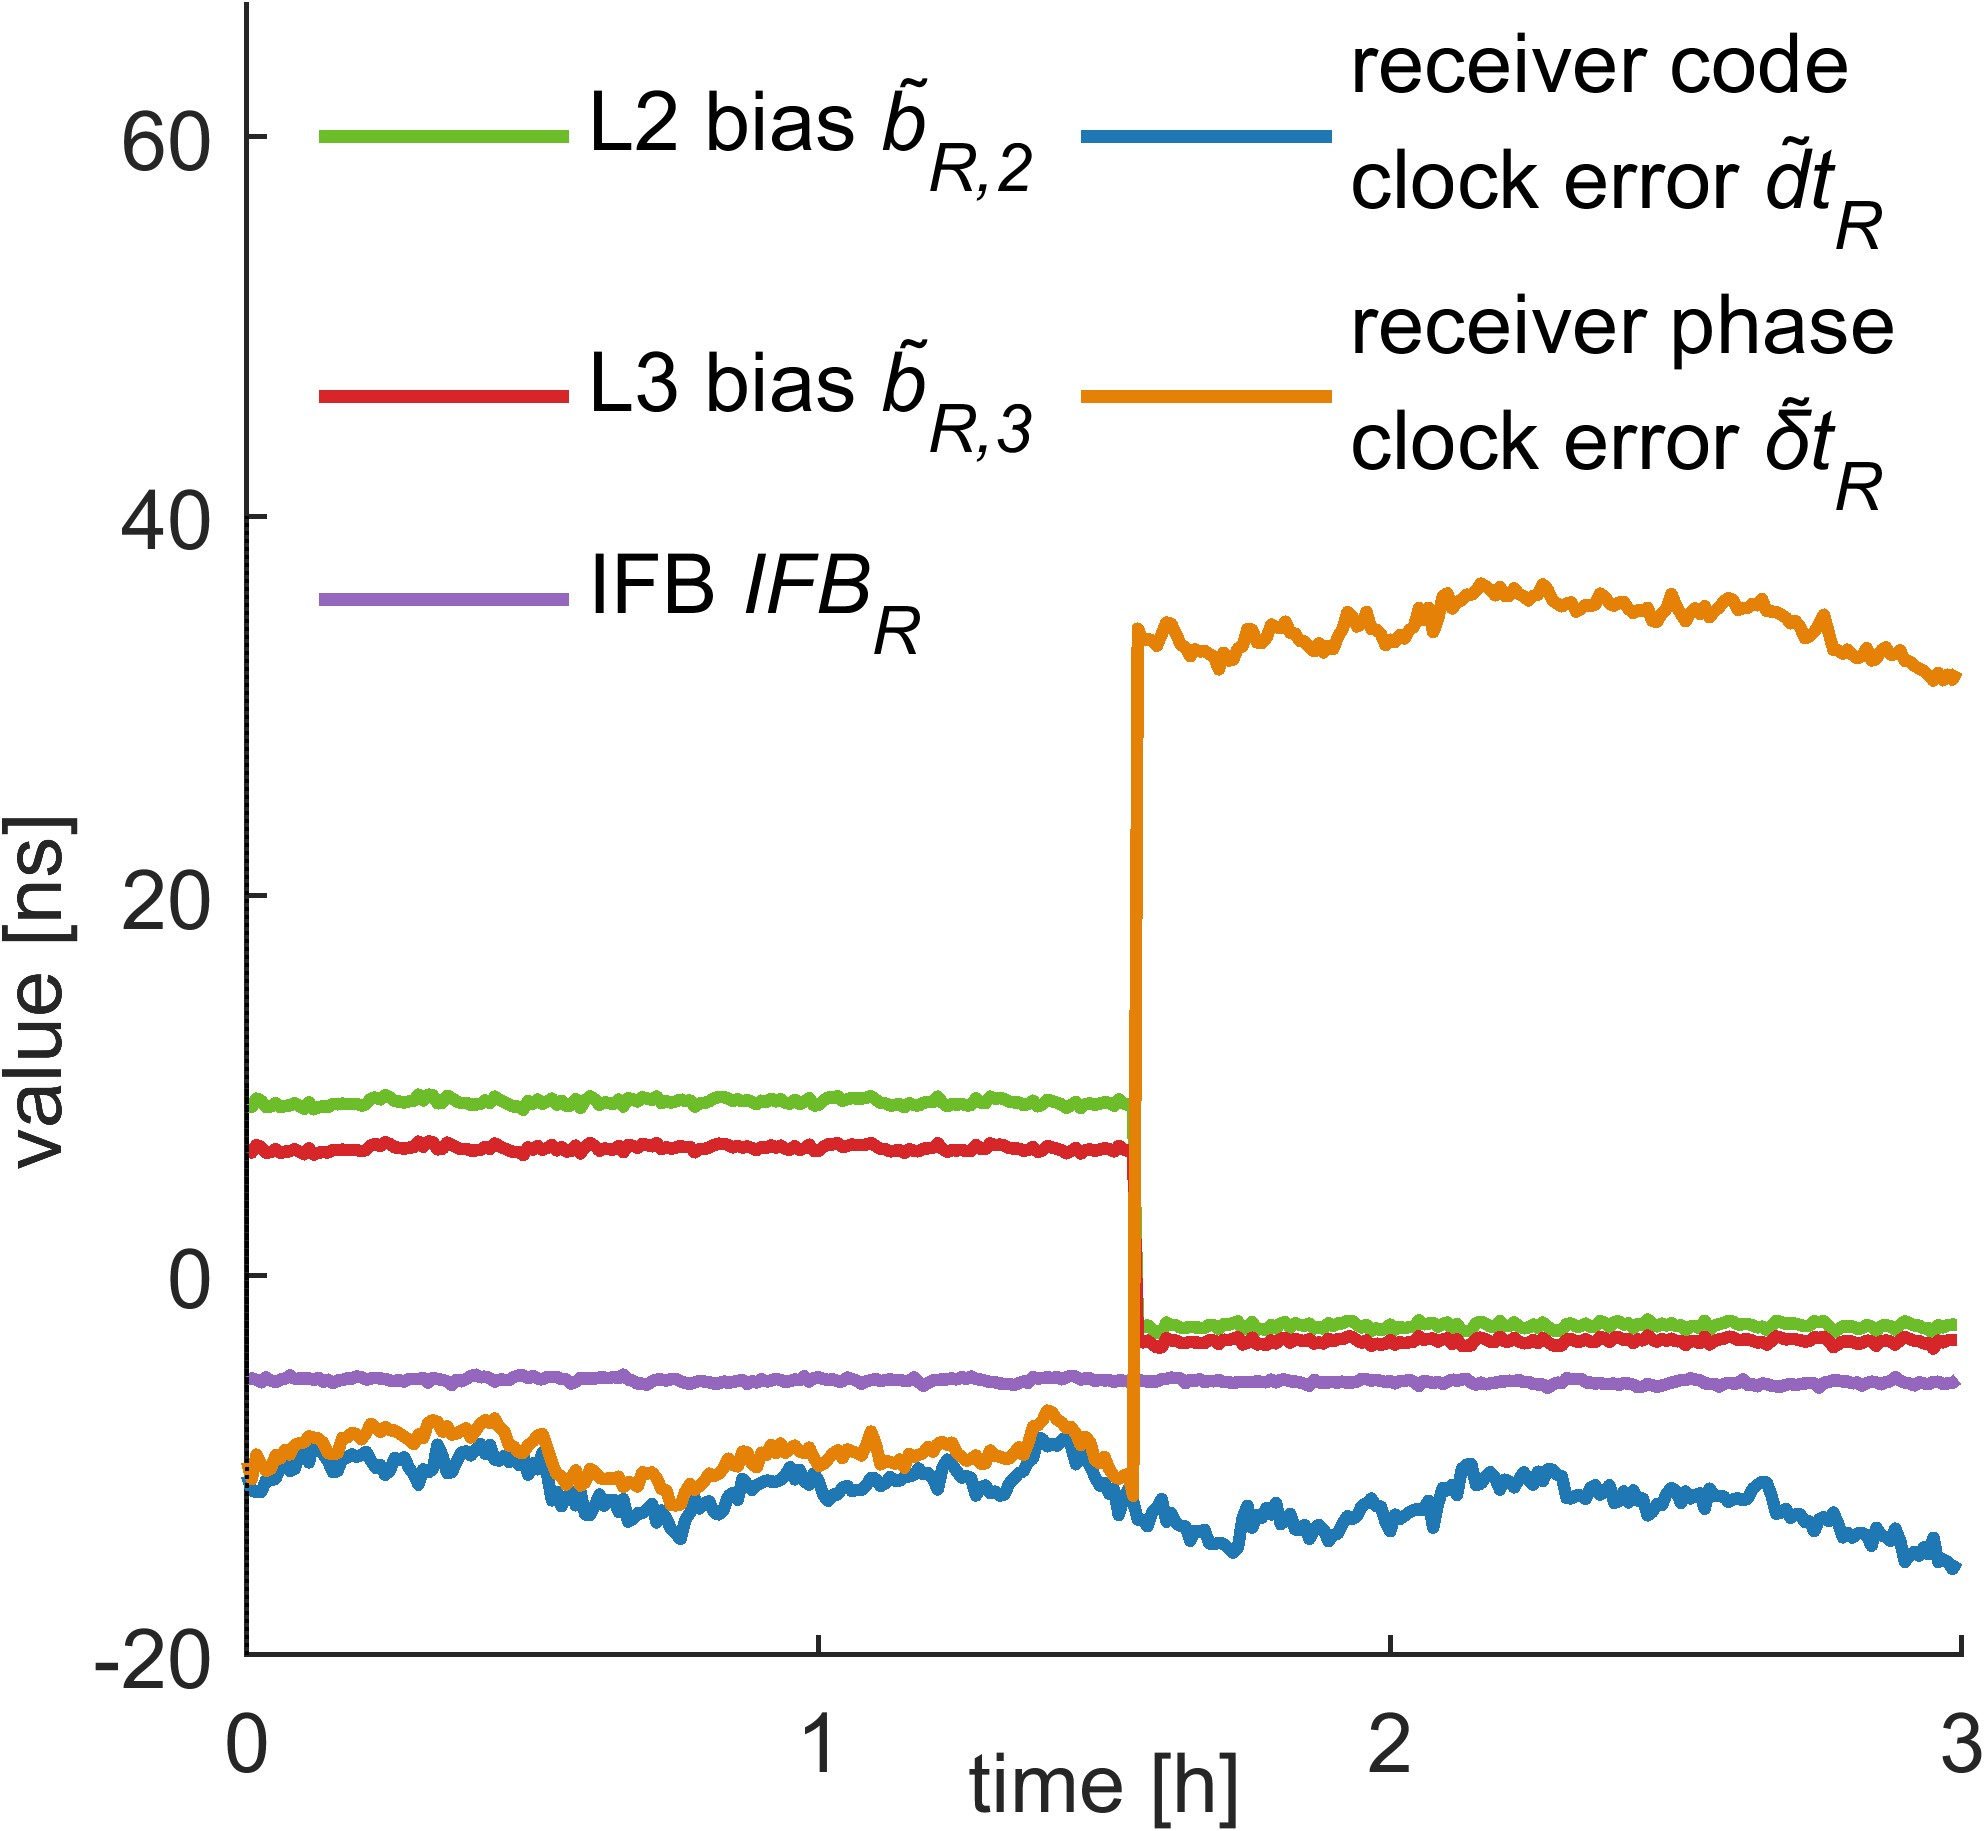 L2 bias b̃R,2
receiver code
clock error d̃tR
L3 bias b̃R,3
receiver phase
clock error δ̃tR
IFB IFBR
60
40
20
0
-20
value [ns]
0 1 2 3
time [h]